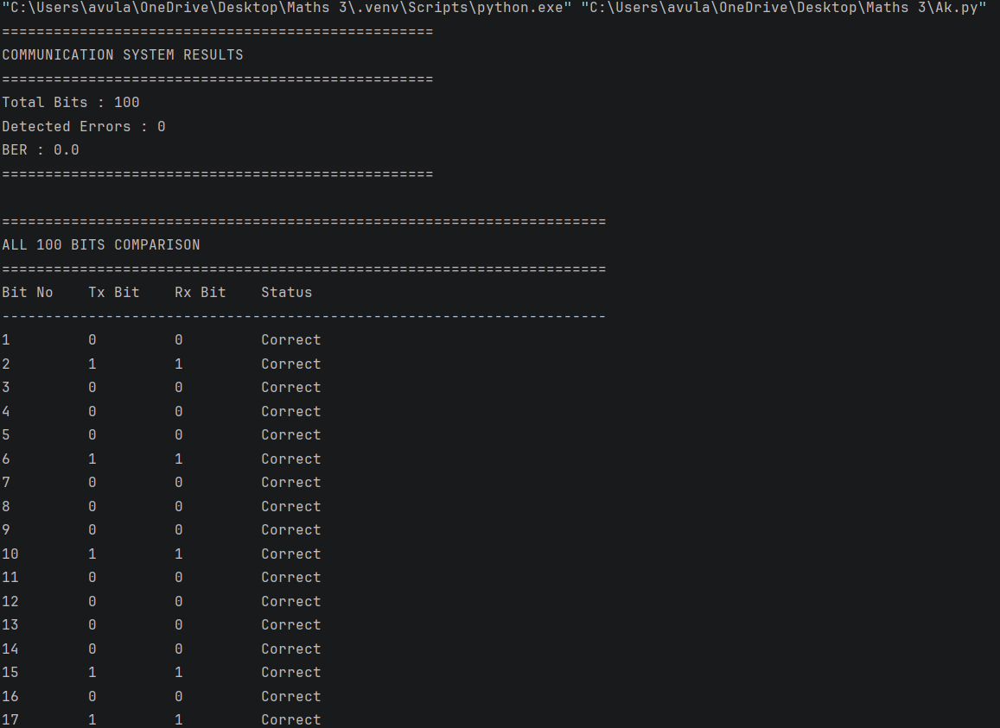 "C:\Users\avula\OneDrive\Desktop\Maths 3\.venv\Scripts\python.exe" "C:\Users\avula\OneDrive\Desktop\Maths 3\Ak.py"
==================================================
COMMUNICATION SYSTEM RESULTS
==================================================
Total Bits : 100
Detected Errors : 0
BER : 0.0
==================================================

======================================================================
ALL 100 BITS COMPARISON
======================================================================
Bit No    Tx Bit    Rx Bit    Status
----------------------------------------------------------------------
1         0         0         Correct
2         1         1         Correct
3         0         0         Correct
4         0         0         Correct
5         0         0         Correct
6         1         1         Correct
7         0         0         Correct
8         0         0         Correct
9         0         0         Correct
10        1         1         Correct
11        0         0         Correct
12        0         0         Correct
13        0         0         Correct
14        0         0         Correct
15        1         1         Correct
16        0         0         Correct
17        1         1         Correct